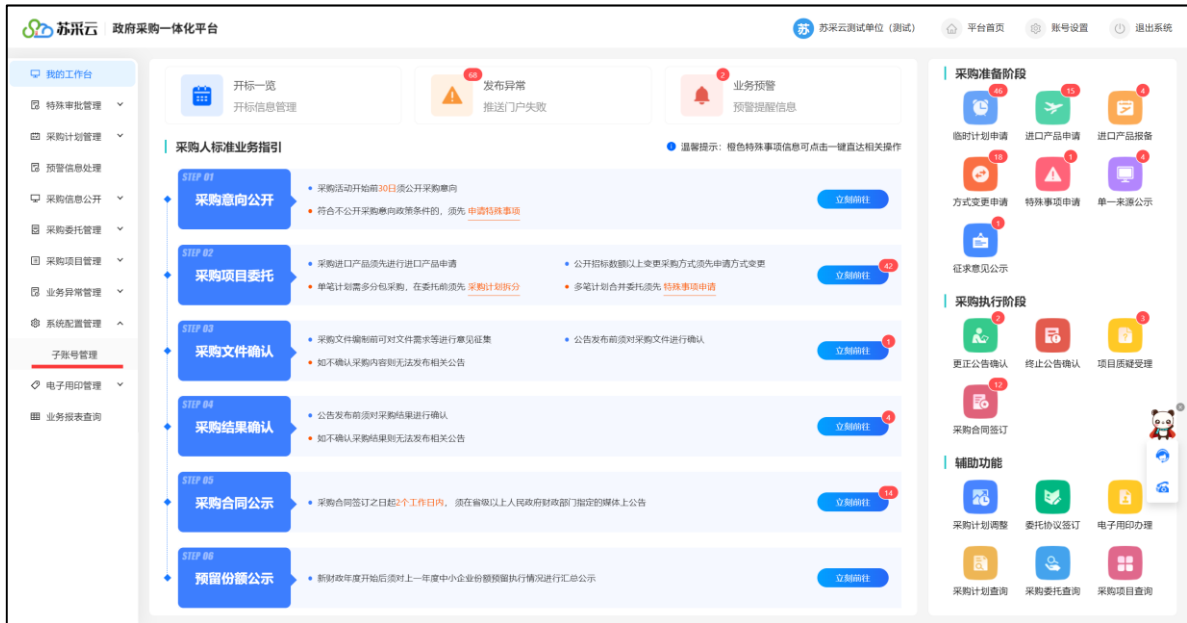 苏采云 政府采购一体化平台
苏 苏采云测试单位（测试） 平台首页 账号设置 退出系统
我的工作台
特殊审批管理
采购计划管理
预警信息处理
采购信息公开
采购委托管理
采购项目管理
业务异常管理
系统配置管理
子账号管理
电子用印管理
业务报表查询
开标一览
开标信息管理
68
发布异常
推送门户失败
2
业务预警
预警提醒信息
采购人标准业务指引
温馨提示：橙色特殊事项信息可点击一键直达相关操作
STEP 01
采购意向公开
采购活动开始前30日须公开采购意向
符合不公开采购意向政策条件的，须先 申请特殊事项
立刻前往
STEP 02
采购项目委托
采购进口产品须先进行进口产品申请
公开招标数额以上变更采购方式须先申请方式变更
单笔计划需多分包采购，在委托前须先 采购计划拆分
多笔计划合并委托须先 特殊事项申请
立刻前往 42
STEP 03
采购文件确认
采购文件编制前可对文件需求等进行意见征集
公告发布前须对采购文件进行确认
如不确认采购内容则无法发布相关公告
立刻前往 1
STEP 04
采购结果确认
公告发布前须对采购结果进行确认
如不确认采购结果则无法发布相关公告
立刻前往 4
STEP 05
采购合同公示
采购合同签订之日起2个工作日内， 须在省级以上人民政府财政部门指定的媒体上公告
立刻前往 14
STEP 06
预留份额公示
新财政年度开始后须对上一年度中小企业份额预留执行情况进行汇总公示
立刻前往
采购准备阶段
46 15 4
临时计划申请 进口产品申请 进口产品报备
18 1 4
方式变更申请 特殊事项申请 单一来源公示
1
征求意见公示
采购执行阶段
2 3
更正公告确认 终止公告确认 项目质疑受理
12
采购合同签订
辅助功能
采购计划调整 委托协议签订 电子用印办理
采购计划查询 采购委托查询 采购项目查询